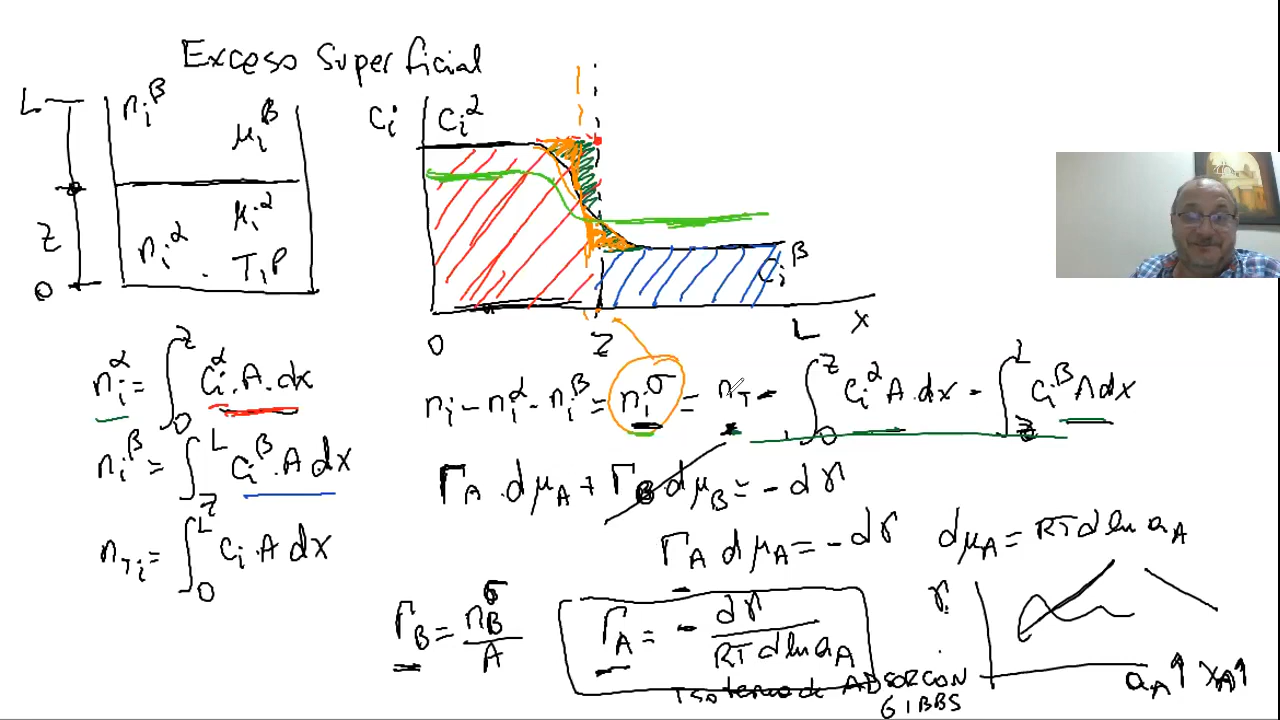 Exceso Superficial
L
n_i^β
μ_i^β
z
n_i^α
μ_i^α
T, P
0
C_i
C_i^α
C_i^β
0
z
L
x
n_i^α = ∫_0^z C_i^α · A · dx
n_i^β = ∫_z^L C_i^β · A dx
n_Ti = ∫_0^L C_i · A dx
n_i - n_i^α - n_i^β = n_i^σ = n_T - ∫_0^z C_i^α A · dx - ∫_z^L C_i^β A dx
Γ_A · dμ_A + Γ_B dμ_B = - dγ
Γ_A dμ_A = - dγ
dμ_A = RT d ln a_A
Γ_B = n_B^σ / A
Γ_A = - dγ / RT d ln a_A
Isoterma de ADSORCON
GIBBS
γ
a_A ↑
x_A ↑